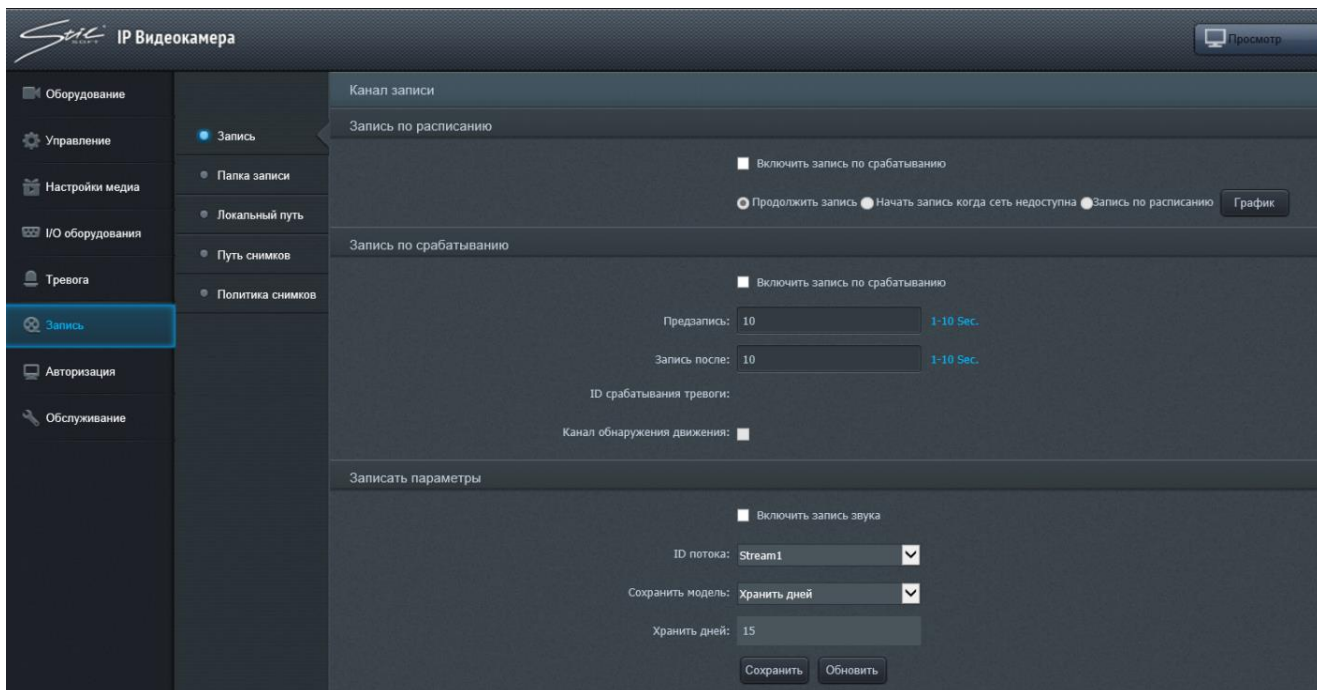 Stil SOFT IP Видеокамера
Просмотр
Оборудование
Управление
Настройки медиа
I/O оборудования
Тревога
Запись
Авторизация
Обслуживание
Запись
Папка записи
Локальный путь
Путь снимков
Политика снимков
Канал записи
Запись по расписанию
Включить запись по срабатыванию
Продолжить запись Начать запись когда сеть недоступна Запись по расписанию График
Запись по срабатыванию
Включить запись по срабатыванию
Предзапись: 10 1-10 Sec.
Запись после: 10 1-10 Sec.
ID срабатывания тревоги:
Канал обнаружения движения:
Записать параметры
Включить запись звука
ID потока: Stream1
Сохранить модель: Хранить дней
Хранить дней: 15
Сохранить Обновить